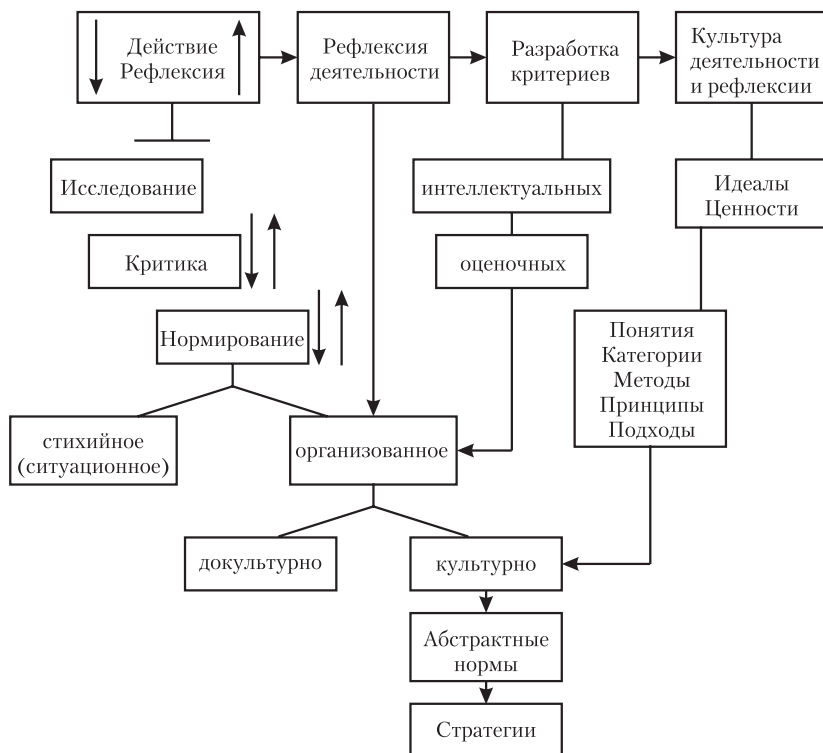 Действие
Рефлексия
Рефлексия
деятельности
Разработка
критериев
Культура
деятельности
и рефлексии
Исследование
интеллектуальных
Идеалы
Ценности
Критика
оценочных
Нормирование
Понятия
Категории
Методы
Принципы
Подходы
стихийное
(ситуационное)
организованное
докультурно
культурно
Абстрактные
нормы
Стратегии